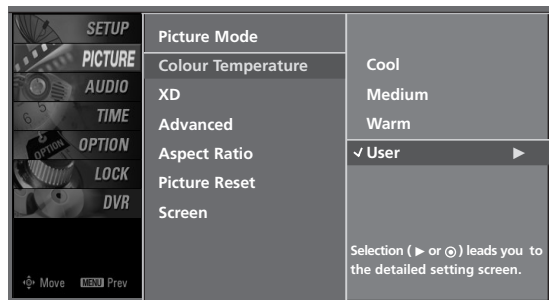 SETUP
PICTURE
AUDIO
TIME
OPTION
LOCK
DVR
Move MENU Prev
Picture Mode
Colour Temperature
XD
Advanced
Aspect Ratio
Picture Reset
Screen
Cool
Medium
Warm
✓ User ▶
Selection ( ▶ or ◉ ) leads you to
the detailed setting screen.